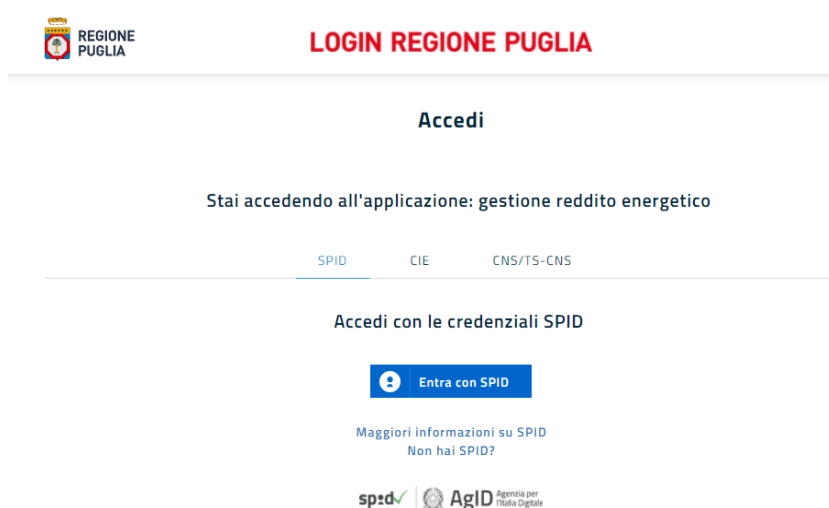 REGIONE
PUGLIA
LOGIN REGIONE PUGLIA
Accedi
Stai accedendo all'applicazione: gestione reddito energetico
SPID CIE CNS/TS-CNS
Accedi con le credenziali SPID
Entra con SPID
Maggiori informazioni su SPID
Non hai SPID?
sp:d AgID Agenzia per
l'Italia Digitale